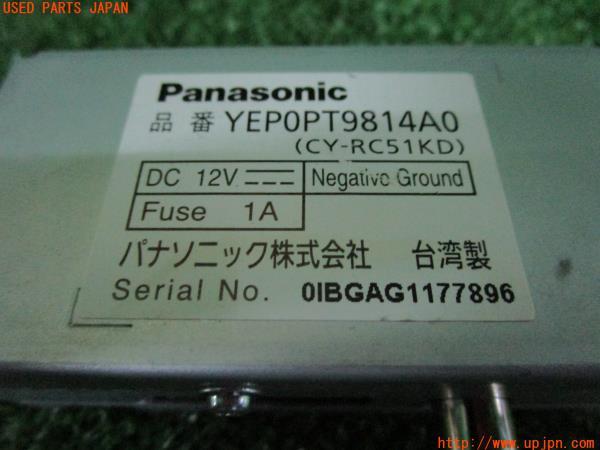 USED PARTS JAPAN
Panasonic
品番 YEP0PT9814A0
(CY-RC51KD)
DC 12V Negative Ground
Fuse 1A
パナソニック株式会社 台湾製
Serial No. 0IBGAG1177896
http://www.upjpn.com/